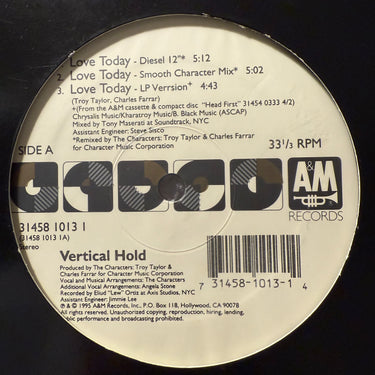 Love Today - Diesel 12"* 5:12
2. Love Today - Smooth Character Mix* 5:02
3. Love Today - LP Verrsion+ 4:43
(Troy Taylor, Charles Farrar)
+(From the A&M cassette & compact disc "Head First" 31454 0333 4/2)
Chrysalis Music/Kharatroy Music/B. Black Music (ASCAP)
Mixed by Tony Maserati at Soundtrack, NYC
Assistant Engineer: Steve Sisco
*Remixed by The Characters: Troy Taylor & Charles Farrar
for Character Music Corporation
SIDE A
33 1/3 RPM
A&M
RECORDS
31458 1013 1
(31458 1013 1A)
Stereo
Vertical Hold
Produced by The Characters: Troy Taylor &
Charles Farrar for Character Music Corporation
Vocal and Musical Arrangements: The Characters
Additional Vocal Arrangements: Angela Stone
Recorded by Eliud "Lew" Ortiz at Axis Studios, NYC
Assistant Engineer: Jimmie Lee
℗ & © 1995 A&M Records, Inc. P.O. Box 118, Hollywood, CA 90078
All rights reserved. Unauthorized copying, reproduction, hiring, lending,
public performance and broadcasting prohibited.
7 31458-1013-1 4